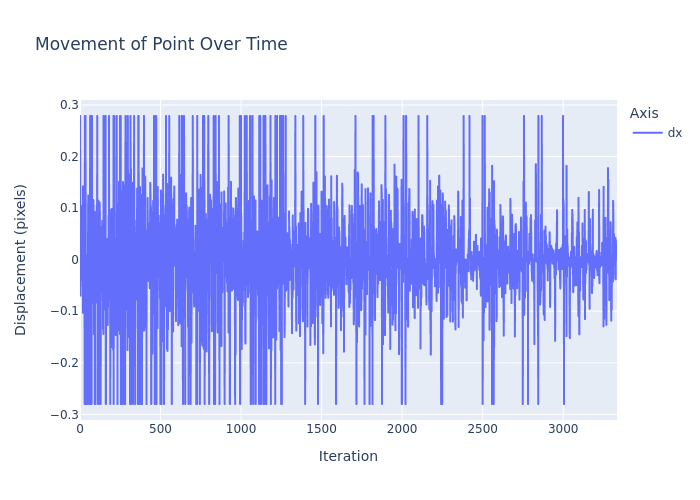 Movement of Point Over Time
Axis
dx
0.3
0.2
0.1
0
−0.1
−0.2
−0.3
Displacement (pixels)
0 500 1000 1500 2000 2500 3000
Iteration